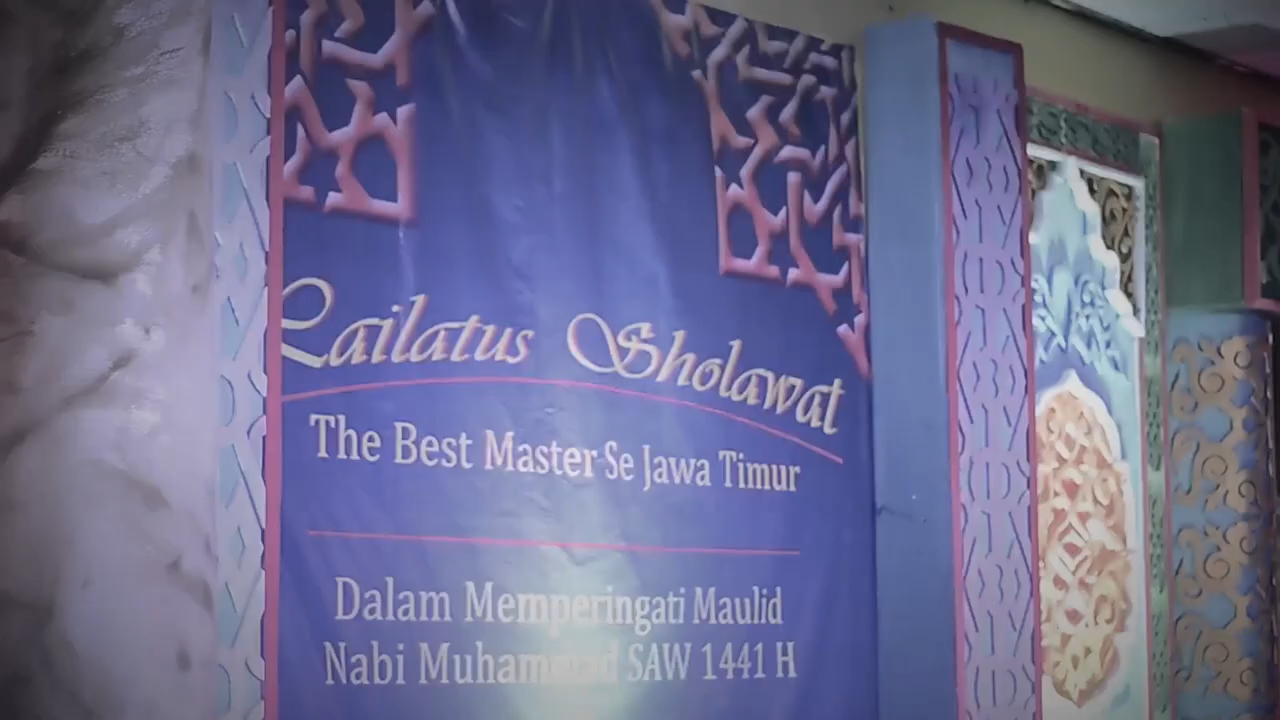 Lailatus Sholawat
The Best Master Se Jawa Timur
Dalam Memperingati Maulid
Nabi Muhammad SAW 1441 H